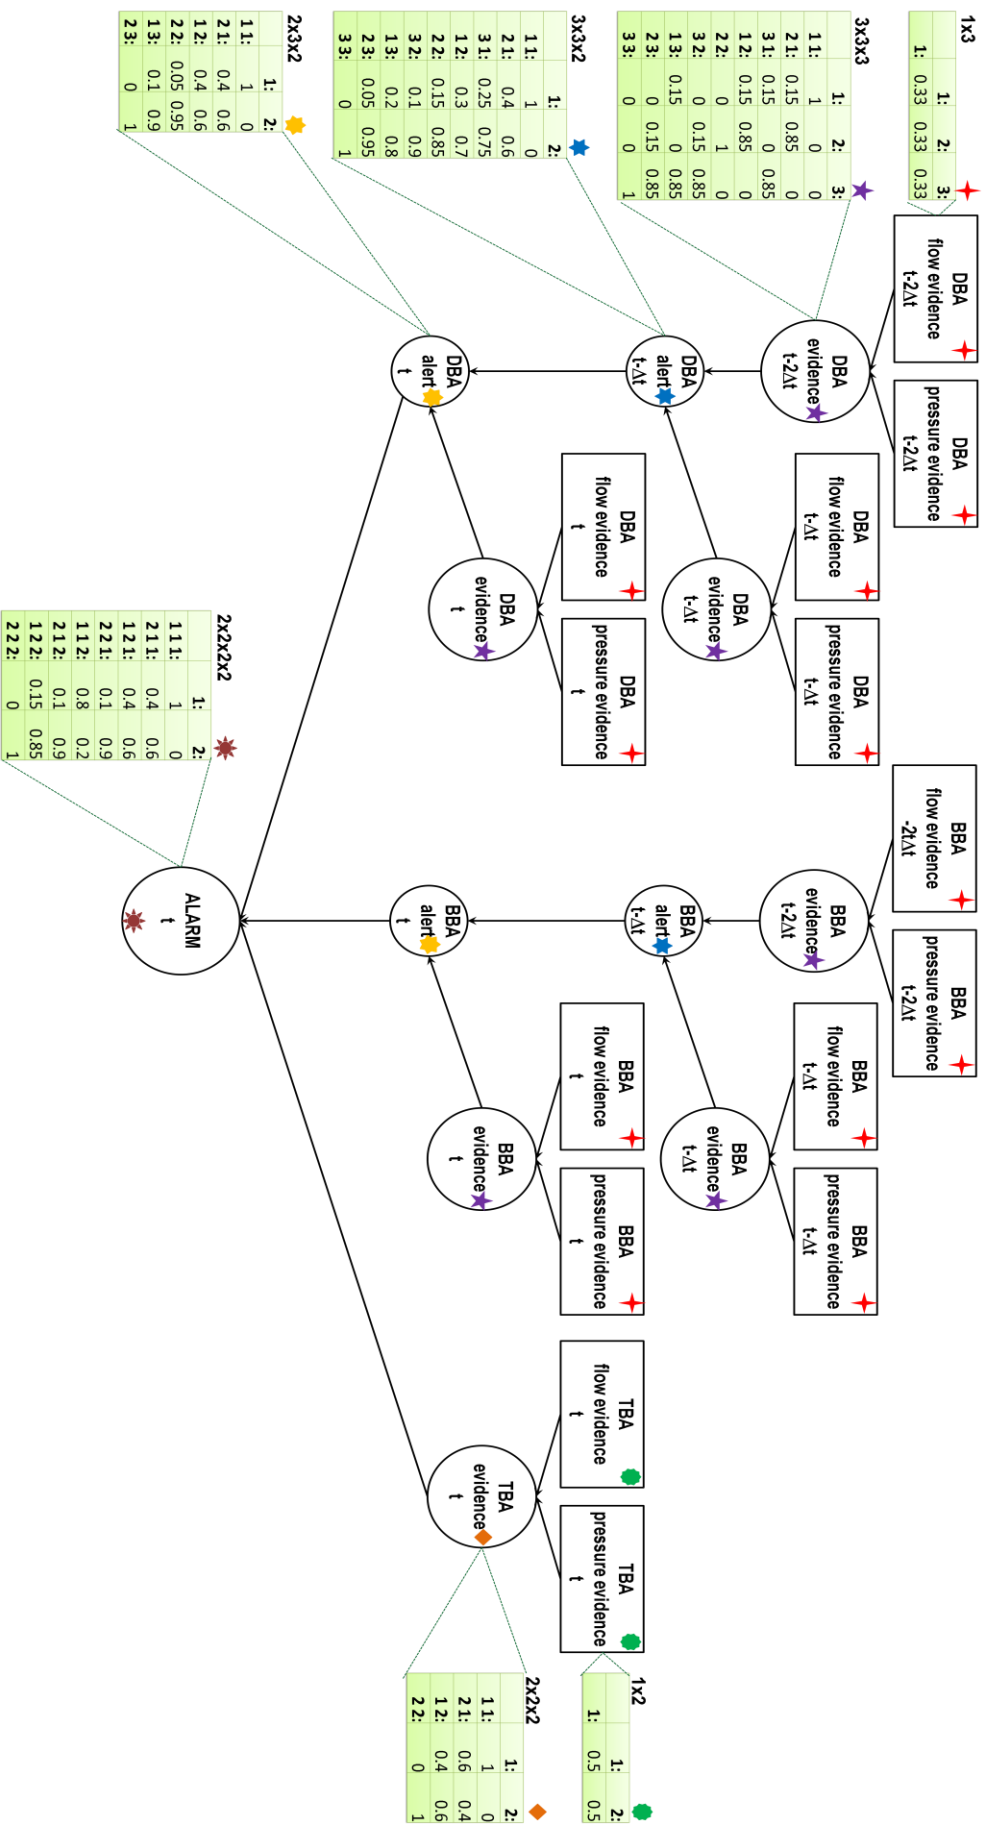 1x3
1: 2: 3:
1: 0.33 0.33 0.33
DBA
flow evidence
t-2Δt
DBA
pressure evidence
t-2Δt
BBA
flow evidence
-2tΔt
BBA
pressure evidence
t-2Δt
3x3x3
1: 2: 3:
1 1: 1 0 0
2 1: 0.15 0.85 0
3 1: 0.15 0 0.85
1 2: 0.15 0.85 0
2 2: 0 1 0
3 2: 0 0.15 0.85
1 3: 0.15 0 0.85
2 3: 0 0.15 0.85
3 3: 0 0 1
DBA
evidence
t-2Δt
DBA
flow evidence
t-Δt
DBA
pressure evidence
t-Δt
BBA
evidence
t-2Δt
BBA
flow evidence
t-Δt
BBA
pressure evidence
t-Δt
3x3x2
1: 2:
1 1: 1 0
2 1: 0.4 0.6
3 1: 0.25 0.75
1 2: 0.3 0.7
2 2: 0.15 0.85
3 2: 0.1 0.9
1 3: 0.2 0.8
2 3: 0.05 0.95
3 3: 0 1
DBA
alert
t-Δt
DBA
evidence
t-Δt
BBA
alert
t-Δt
BBA
evidence
t-Δt
DBA
flow evidence
t
DBA
pressure evidence
t
BBA
flow evidence
t
BBA
pressure evidence
t
TBA
flow evidence
t
TBA
pressure evidence
t
1x2
1: 2:
1: 0.5 0.5
2x3x2
1: 2:
1 1: 1 0
2 1: 0.4 0.6
1 2: 0.4 0.6
2 2: 0.05 0.95
1 3: 0.1 0.9
2 3: 0 1
DBA
alert
t
DBA
evidence
t
BBA
alert
t
BBA
evidence
t
TBA
evidence
t
2x2x2
1: 2:
1 1: 1 0
2 1: 0.6 0.4
1 2: 0.4 0.6
2 2: 0 1
2x2x2x2
1: 2:
1 1 1: 1 0
2 1 1: 0.4 0.6
1 2 1: 0.4 0.6
2 2 1: 0.1 0.9
1 1 2: 0.8 0.2
2 1 2: 0.1 0.9
1 2 2: 0.15 0.85
2 2 2: 0 1
ALARM
t